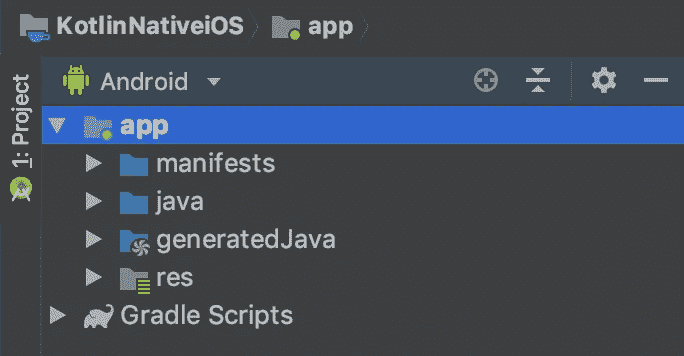 KotlinNativeiOS app
1: Project
Android
app
manifests
java
generatedJava
res
Gradle Scripts